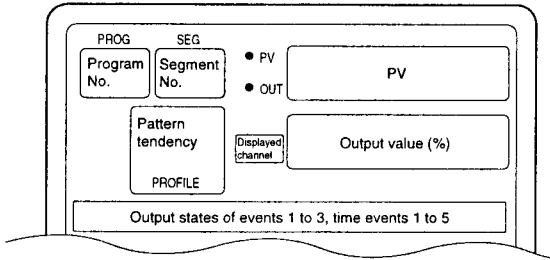 PROG SEG
Program No.
Segment No.
PV
OUT
PV
Pattern tendency
PROFILE
Displayed channel
Output value (%)
Output states of events 1 to 3, time events 1 to 5